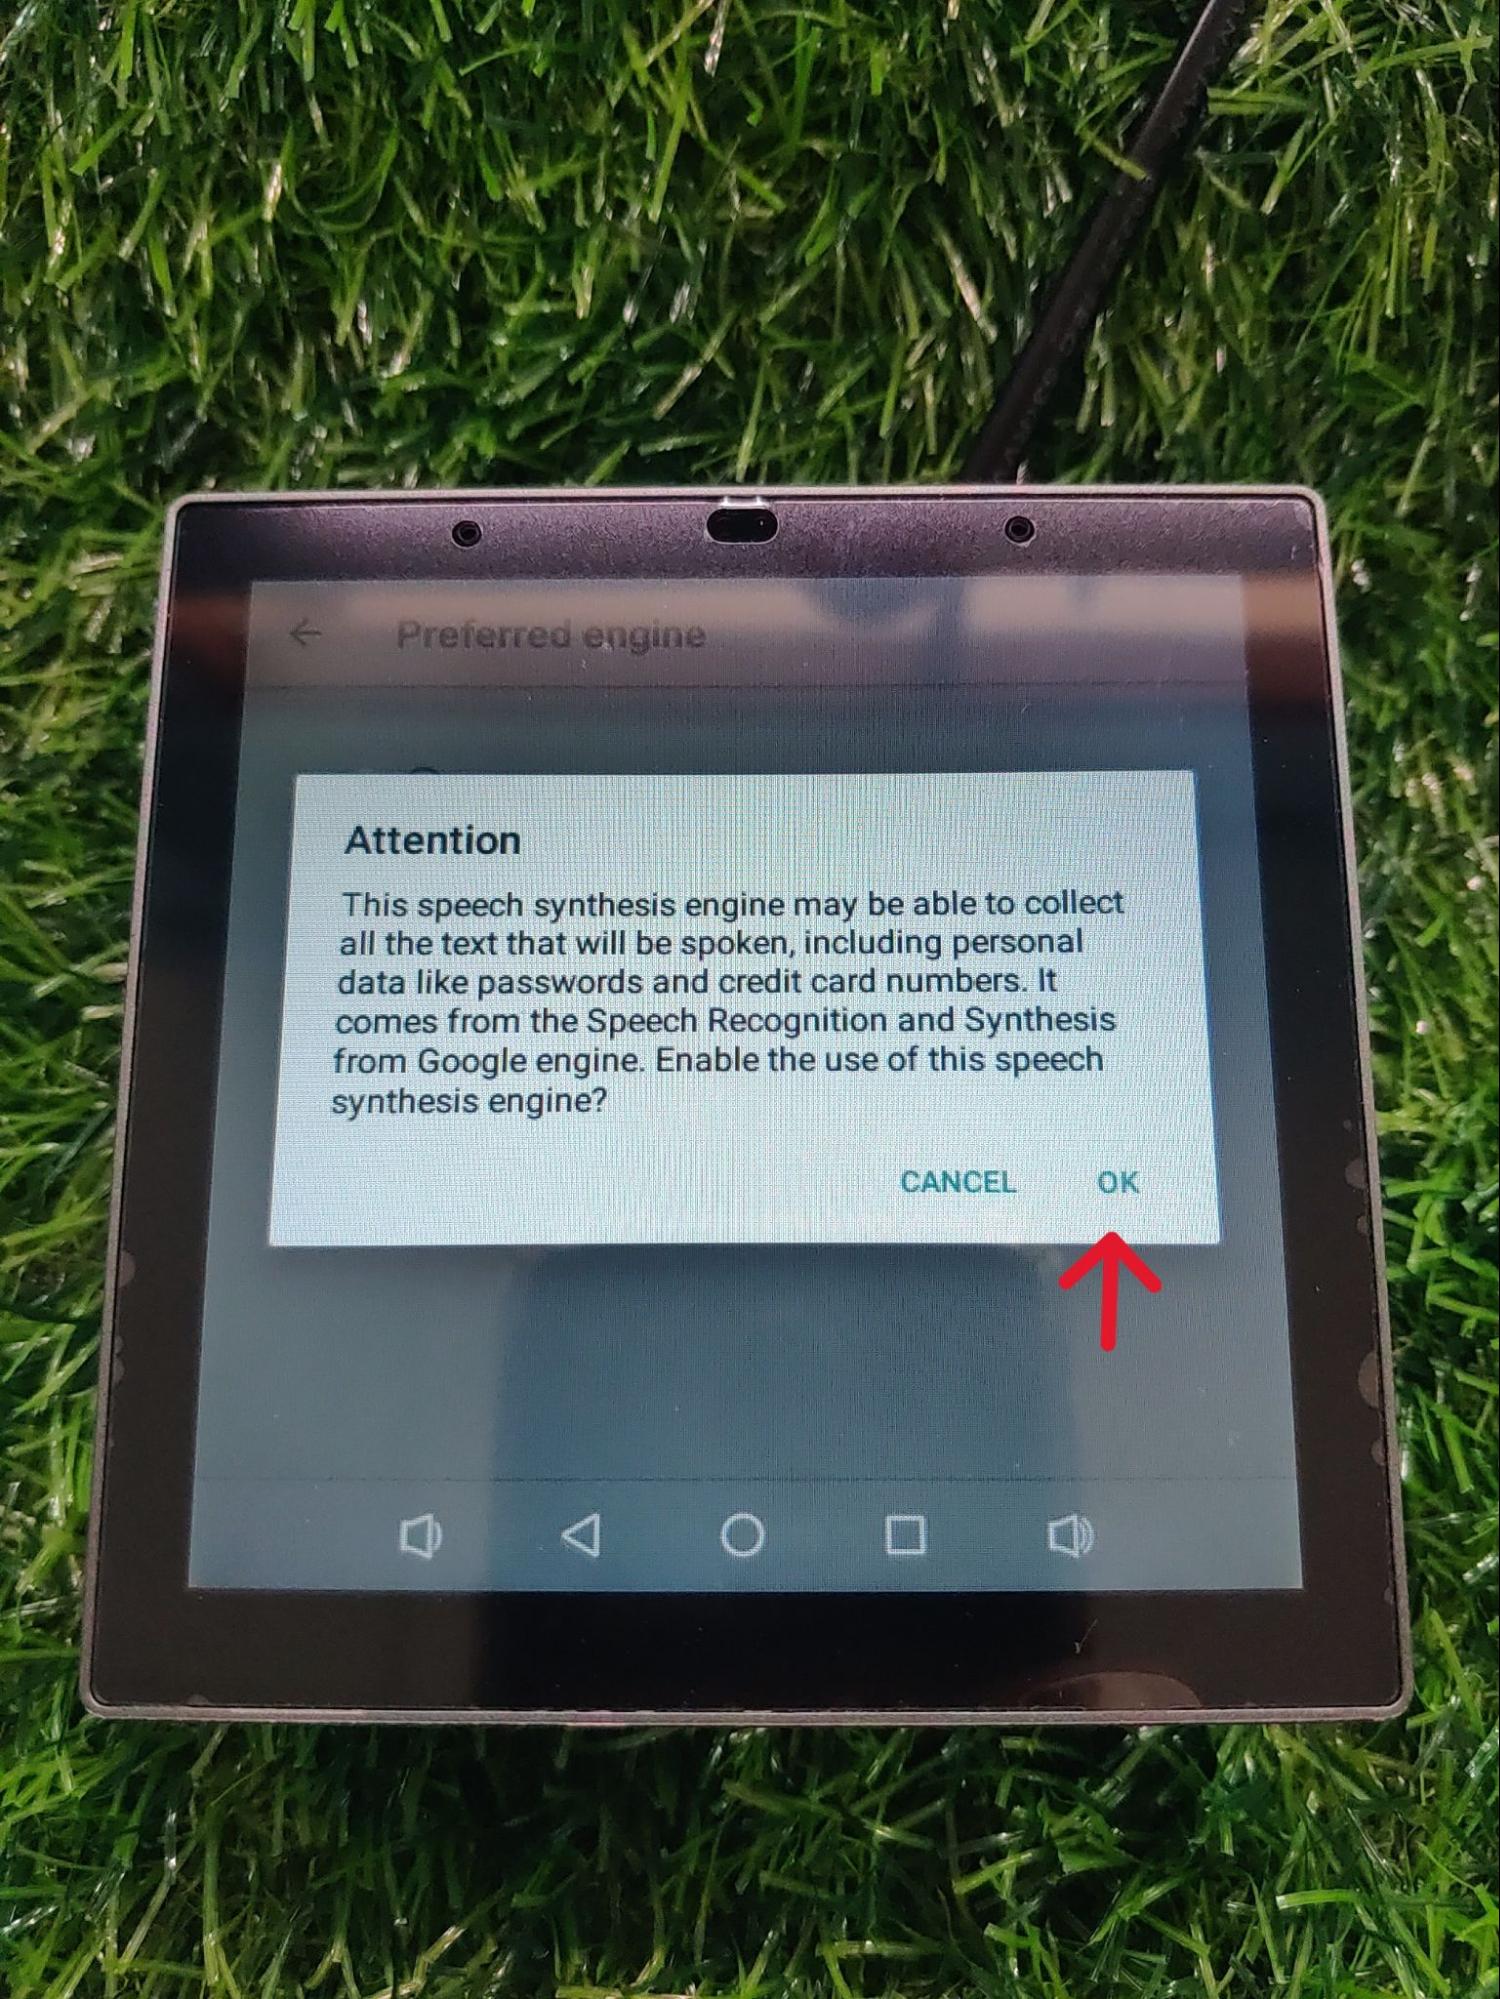 Preferred engine
Attention
This speech synthesis engine may be able to collect
all the text that will be spoken, including personal
data like passwords and credit card numbers. It
comes from the Speech Recognition and Synthesis
from Google engine. Enable the use of this speech
synthesis engine?
CANCEL OK